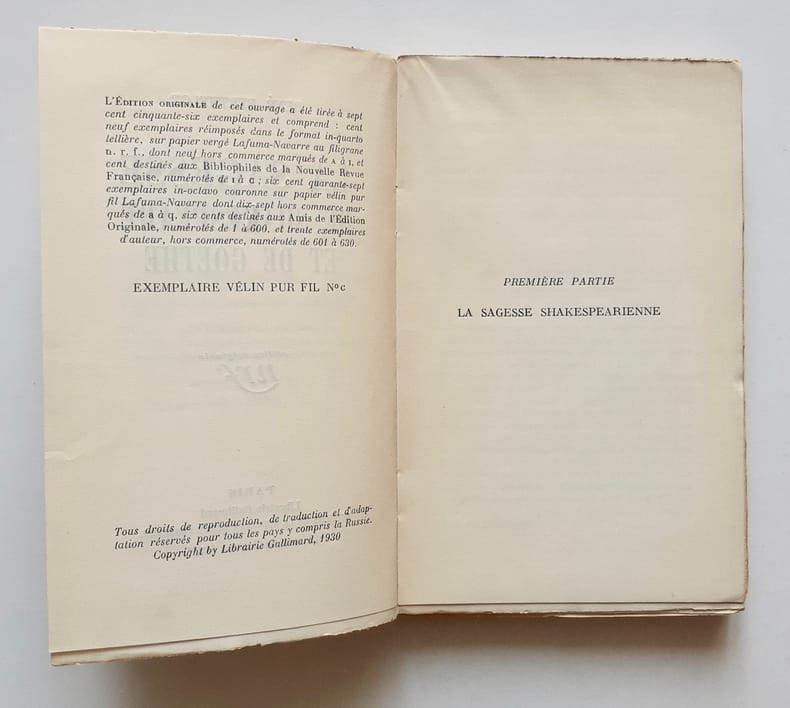 L'ÉDITION ORIGINALE de cet ouvrage a été tirée à sept
cent cinquante-six exemplaires et comprend : cent
neuf exemplaires réimposés dans le format in-quarto
tellière, sur papier vergé Lafuma-Navarre au filigrane
n. r. f., dont neuf hors commerce marqués de A à I, et
cent destinés aux Bibliophiles de la Nouvelle Revue
Française, numérotés de I à C ; six cent quarante-sept
exemplaires in-octavo couronne sur papier vélin pur
fil Lafuma-Navarre dont dix-sept hors commerce mar-
qués de a à q, six cents destinés aux Amis de l'Édition
Originale, numérotés de 1 à 600, et trente exemplaires
d'auteur, hors commerce, numérotés de 601 à 630.
ET DE GOETHE
EXEMPLAIRE VÉLIN PUR FIL Nº c
nrf
PARIS
Tous droits de reproduction, de traduction et d'adap-
tation réservés pour tous les pays y compris la Russie.
Copyright by Librairie Gallimard, 1930
PREMIÈRE PARTIE
LA SAGESSE SHAKESPEARIENNE